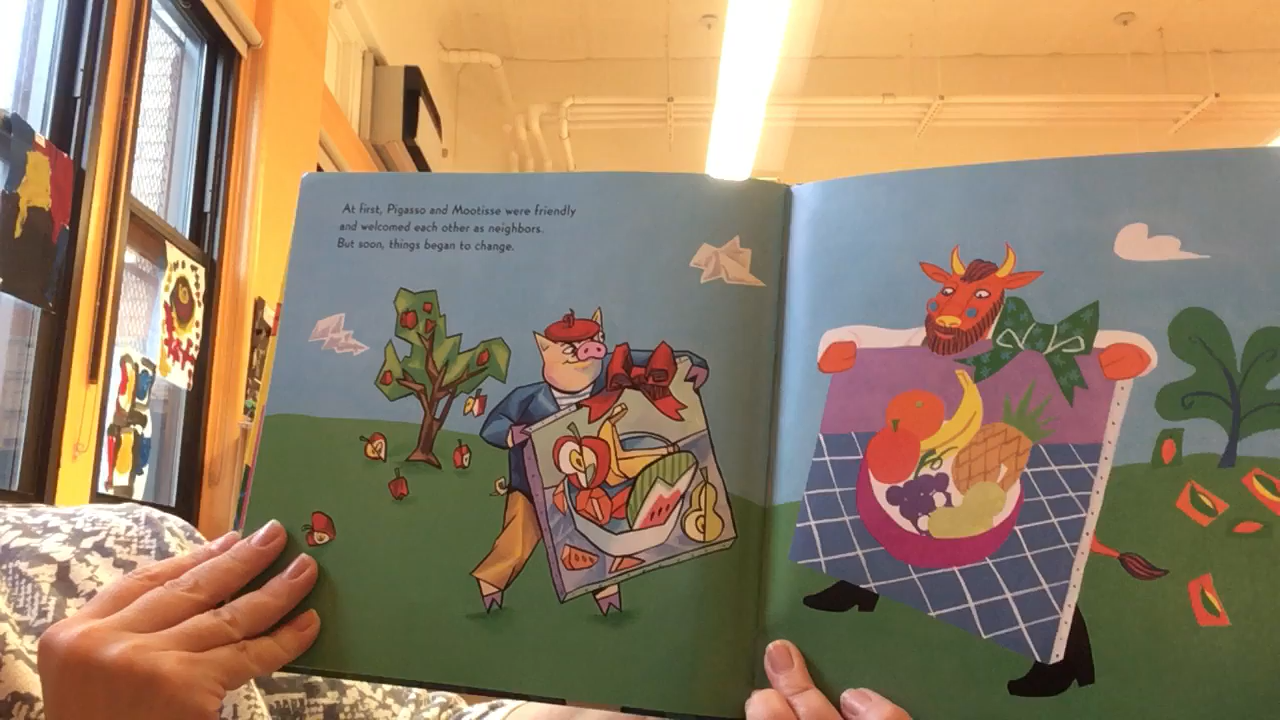 At first, Pigasso and Mootisse were friendly
and welcomed each other as neighbors.
But soon, things began to change.